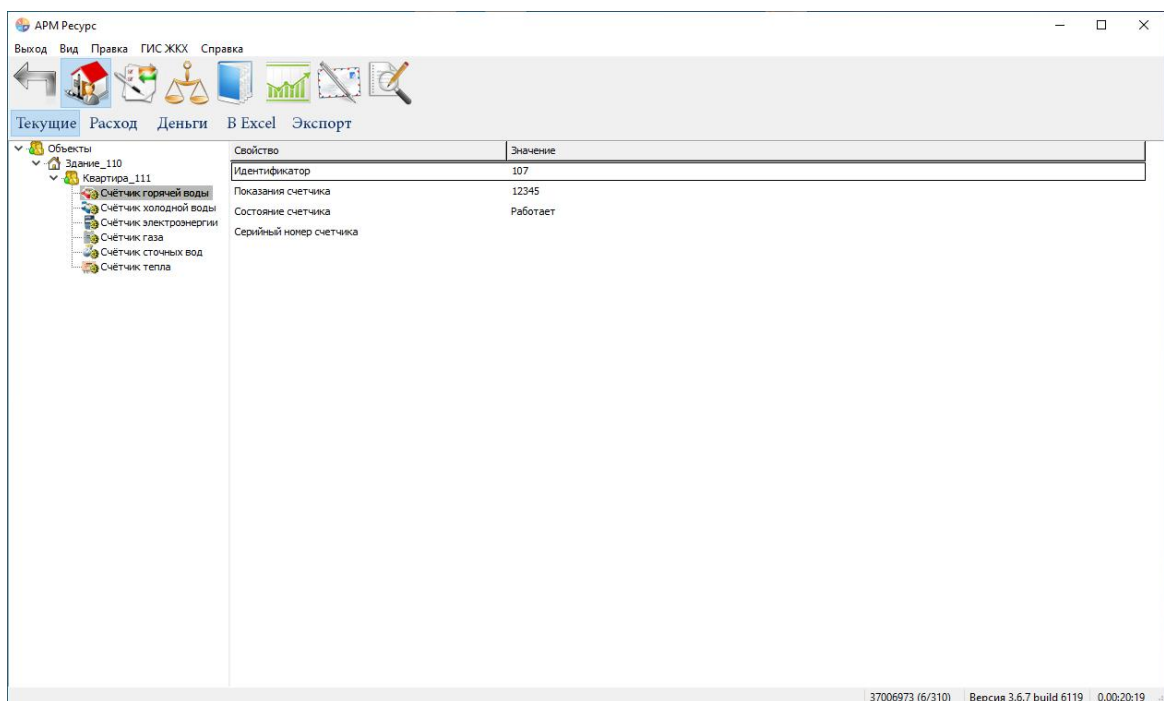 АРМ Ресурс
Выход Вид Правка ГИС ЖКХ Справка
Текущие Расход Деньги В Excel Экспорт
Объекты
Здание_110
Квартира_111
Счётчик горячей воды
Счётчик холодной воды
Счётчик электроэнергии
Счётчик газа
Счётчик сточных вод
Счётчик тепла
Свойство Значение
Идентификатор 107
Показания счетчика 12345
Состояние счетчика Работает
Серийный номер счетчика
37006973 (6/310) Версия 3.6.7 build 6119 0.00:20:19